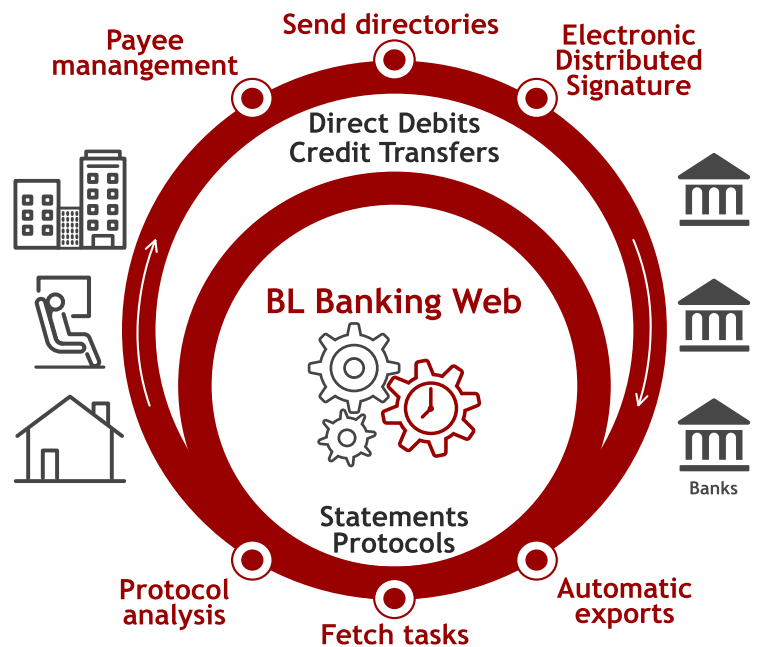 Send directories
Payee
manangement
Electronic
Distributed
Signature
Direct Debits
Credit Transfers
BL Banking Web
Banks
Statements
Protocols
Protocol
analysis
Automatic
exports
Fetch tasks